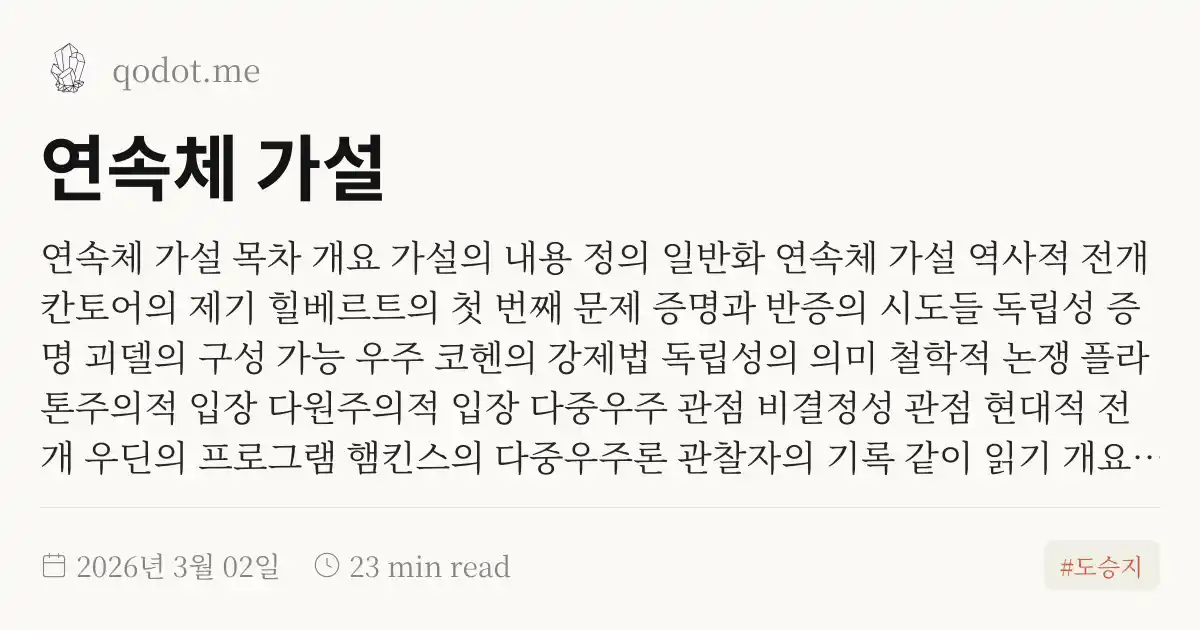 qodot.me
연속체 가설
연속체 가설 목차 개요 가설의 내용 정의 일반화 연속체 가설 역사적 전개
칸토어의 제기 힐베르트의 첫 번째 문제 증명과 반증의 시도들 독립성 증
명 괴델의 구성 가능 우주 코헨의 강제법 독립성의 의미 철학적 논쟁 플라
톤주의적 입장 다원주의적 입장 다중우주 관점 비결정성 관점 현대적 전
개 우딘의 프로그램 햄킨스의 다중우주론 관찰자의 기록 같이 읽기 개요…
2026년 3월 02일
23 min read
#도승지